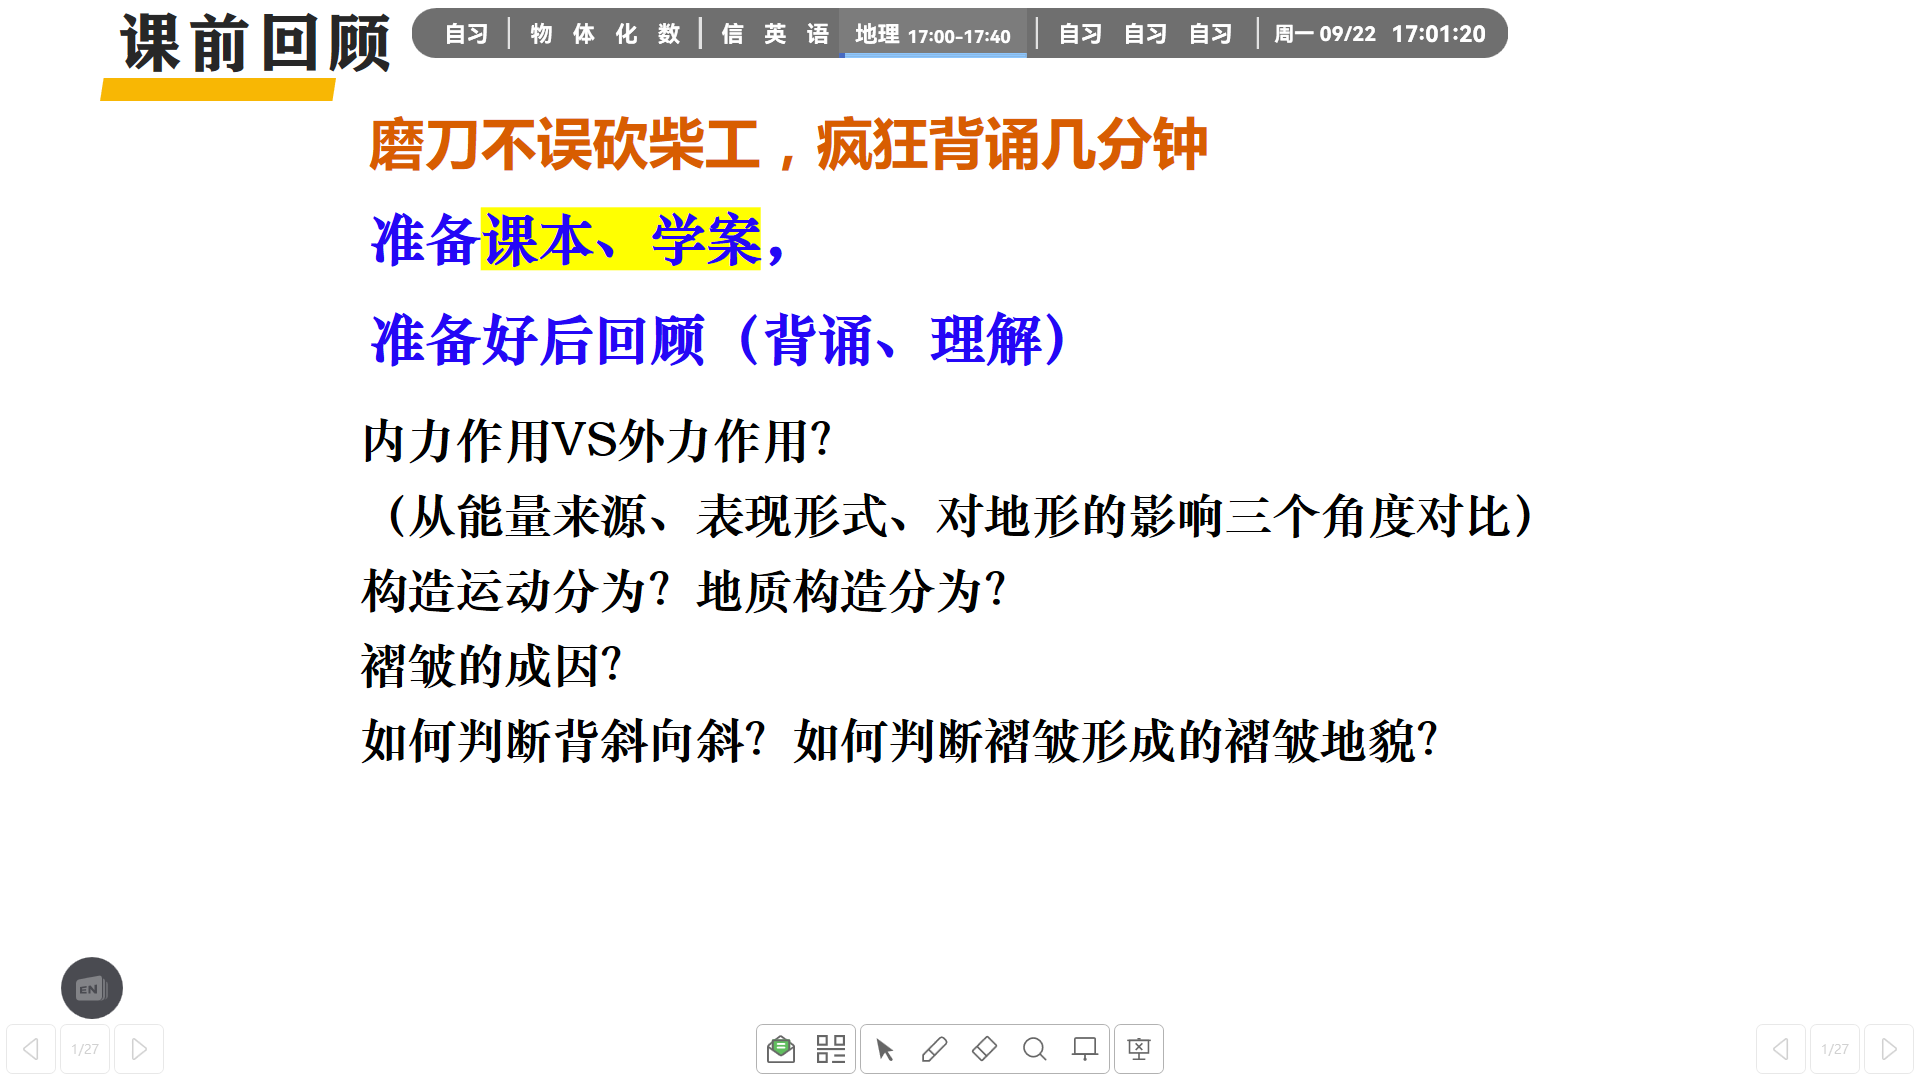 课前回顾
自习 物 体 化 数 信 英 语 地理 17:00-17:40 自习 自习 自习 周一 09/22 17:01:20
磨刀不误砍柴工，疯狂背诵几分钟
准备课本、学案，
准备好后回顾（背诵、理解）
内力作用VS外力作用？
（从能量来源、表现形式、对地形的影响三个角度对比）
构造运动分为？地质构造分为？
褶皱的成因？
如何判断背斜向斜？如何判断褶皱形成的褶皱地貌？
EN
1/27
1/27